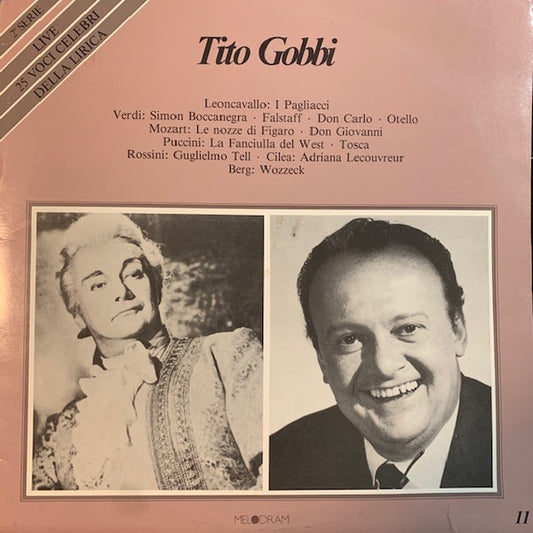 2ª SERIE
LIVE
25 VOCI CELEBRI
DELLA LIRICA
Tito Gobbi
Leoncavallo: I Pagliacci
Verdi: Simon Boccanegra · Falstaff · Don Carlo · Otello
Mozart: Le nozze di Figaro · Don Giovanni
Puccini: La Fanciulla del West · Tosca
Rossini: Guglielmo Tell · Cilea: Adriana Lecouvreur
Berg: Wozzeck
MELODRAM
11